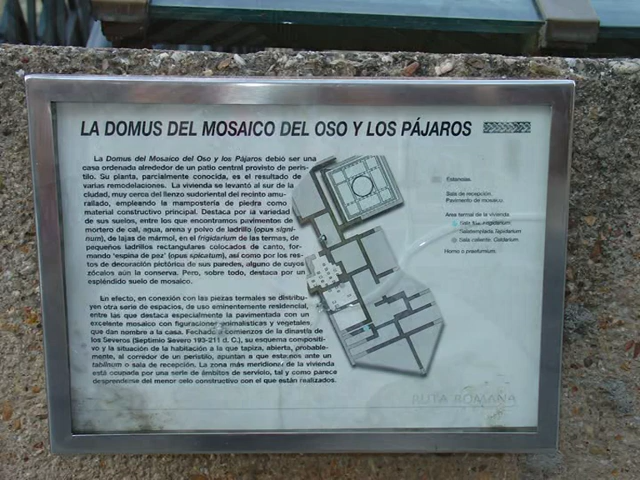 LA DOMUS DEL MOSAICO DEL OSO Y LOS PÁJAROS
La Domus del Mosaico del Oso y los Pájaros debió ser una
casa ordenada alrededor de un patio central provisto de peris-
tilo. Su planta, parcialmente conocida, es el resultado de
varias remodelaciones. La vivienda se levantó al sur de la
ciudad, muy cerca del lienzo sudoriental del recinto amu-
rallado, empleando la mampostería de piedra como
material constructivo principal. Destaca por la variedad
de sus suelos, entre los que encontramos pavimentos de
mortero de cal, agua, arena y polvo de ladrillo (opus signi-
num), de lajas de mármol, en el frigidarium de las termas, de
pequeños ladrillos rectangulares colocados de canto, for-
mando 'espina de pez' (opus spicatum), así como por los res-
tos de decoración pictórica de sus paredes, alguno de cuyos
zócalos aún la conserva. Pero, sobre todo, destaca por un
espléndido suelo de mosaico.
En efecto, en conexión con las piezas termales se distribu-
yen otra serie de espacios, de uso eminentemente residencial,
entre las que destaca especialmente la pavimentada con un
excelente mosaico con figuraciones animalísticas y vegetales,
que dan nombre a la casa. Fechado a comienzos de la dinastía de
los Severos (Septimio Severo 193-211 d. C.), su esquema compositi-
vo y la situación de la habitación a la que tapiza, abierta, probable-
mente, al corredor de un peristilo, apuntan a que estamos ante un
tablinum o sala de recepción. La zona más meridional de la vivienda
está ocupada por una serie de ámbitos de servicio, tal y como parece
desprenderse del menor celo constructivo con el que están realizados.
Estancias.
Sala de recepción.
Pavimento de mosaico.
Area termal de la vivienda
Sala fría: Frigidarium
Sala templada: Tepidarium
Sala caliente: Caldarium
Horno o praefurnium.
RUTA ROMANA